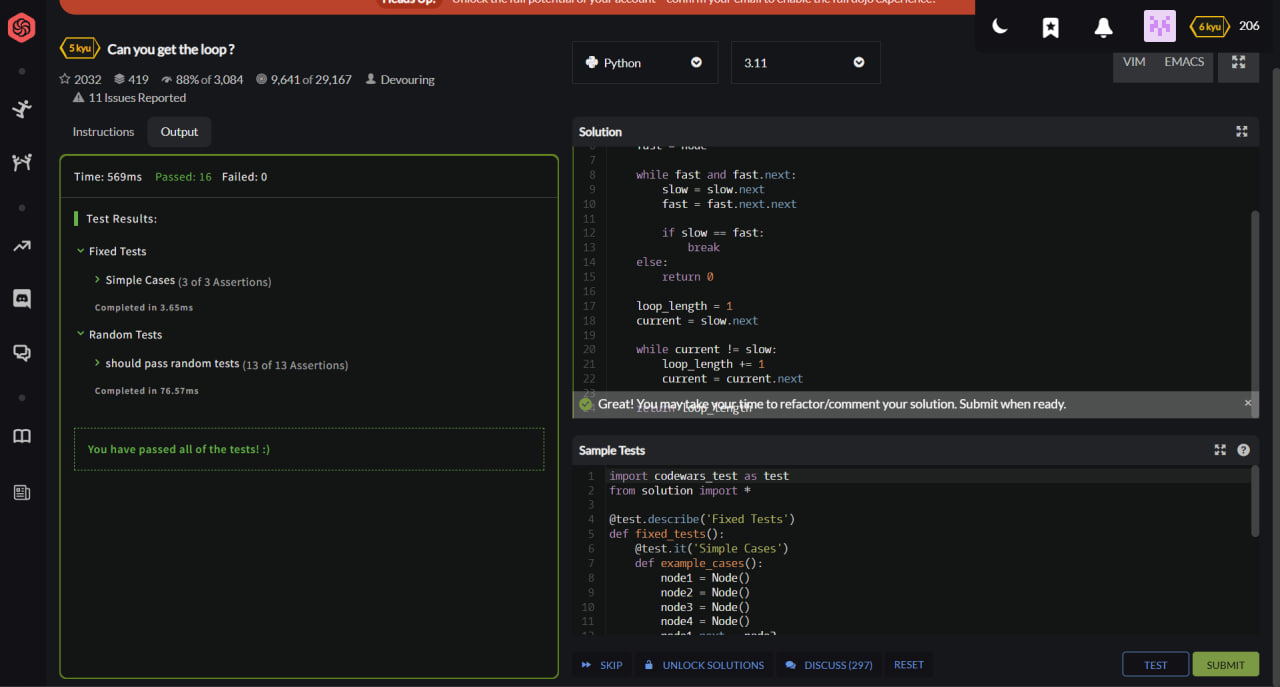 Heads Up! Unlock the full potential of your account - confirm your email to enable the full dojo experience!
6 kyu 206
5 kyu Can you get the loop ?
2032 419 88% of 3,084 9,641 of 29,167 Devouring
11 Issues Reported
Python
3.11
VIM EMACS
Instructions Output
Time: 569ms Passed: 16 Failed: 0
Test Results:
Fixed Tests
Simple Cases (3 of 3 Assertions)
Completed in 3.65ms
Random Tests
should pass random tests (13 of 13 Assertions)
Completed in 76.57ms
You have passed all of the tests! :)
Solution
6 fast = node
7
8 while fast and fast.next:
9 slow = slow.next
10 fast = fast.next.next
11
12 if slow == fast:
13 break
14 else:
15 return 0
16
17 loop_length = 1
18 current = slow.next
19
20 while current != slow:
21 loop_length += 1
22 current = current.next
23
24 return loop_length
Great! You may take your time to refactor/comment your solution. Submit when ready. ×
Sample Tests
1 import codewars_test as test
2 from solution import *
3
4 @test.describe('Fixed Tests')
5 def fixed_tests():
6 @test.it('Simple Cases')
7 def example_cases():
8 node1 = Node()
9 node2 = Node()
10 node3 = Node()
11 node4 = Node()
12 node1.next = node2
SKIP UNLOCK SOLUTIONS DISCUSS (297) RESET TEST SUBMIT